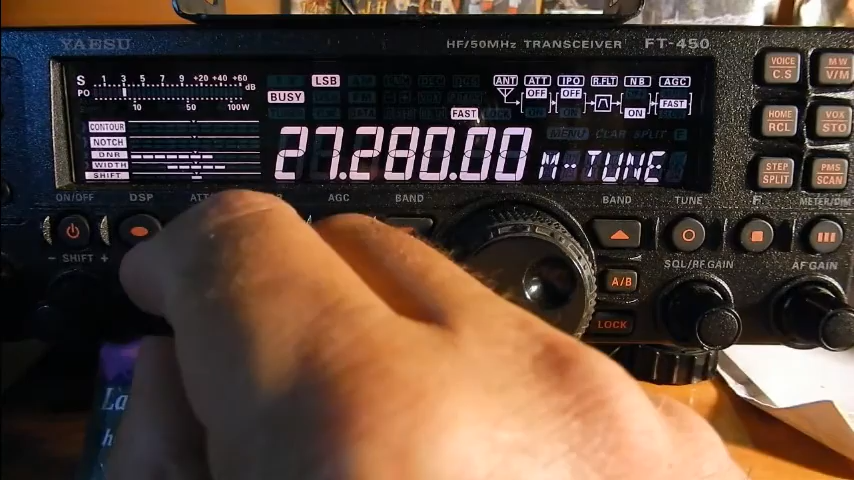 YAESU
HF/50MHz TRANSCEIVER FT-450
S 1 3 5 7 9 +20 +40 +60 dB
PO 10 50 100W
LSB
BUSY
FAST
ANT ATT IPO R.FLT NB AGC
OFF OFF ON FAST
MENU CLAR SPLIT F
CONTOUR
NOTCH
DNR
WIDTH
SHIFT
27.280.00 M-TUNE
VOICE C.S
M/W V/M
HOME RCL
VOX STO
STEP SPLIT
PMS SCAN
ON/OFF DSP ATT AGC BAND BAND TUNE F METER/DIM
– SHIFT +
A/B
LOCK
SQL/RF GAIN
AF GAIN
La